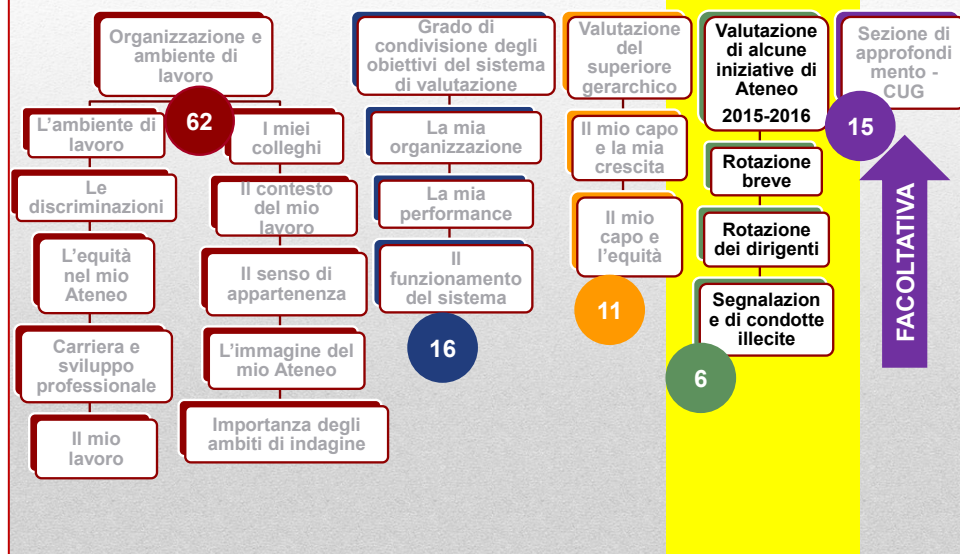 Organizzazione e
ambiente di
lavoro
62
L'ambiente di
lavoro
Le
discriminazioni
L'equità
nel mio
Ateneo
Carriera e
sviluppo
professionale
Il mio
lavoro
I miei
colleghi
Il contesto
del mio
lavoro
Il senso di
appartenenza
L'immagine del
mio Ateneo
Importanza degli
ambiti di indagine
Grado di
condivisione degli
obiettivi del sistema
di valutazione
La mia
organizzazione
La mia
performance
Il
funzionamento
del sistema
16
Valutazione
del
superiore
gerarchico
Il mio capo
e la mia
crescita
Il mio
capo e
l'equità
11
Valutazione
di alcune
iniziative di
Ateneo
2015-2016
Rotazione
breve
Rotazione
dei dirigenti
Segnalazion
e di condotte
illecite
6
Sezione di
approfondi
mento -
CUG
15
FACOLTATIVA